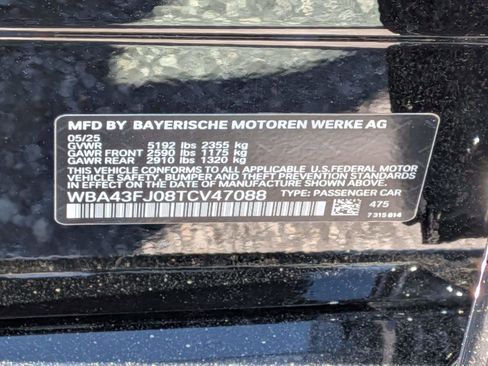 MFD BY BAYERISCHE MOTOREN WERKE AG
05/25
GVWR 5192 lbs 2355 kg
GAWR FRONT 2590 lbs 1175 kg
GAWR REAR 2910 lbs 1320 kg
THIS VEHICLE CONFORMS TO ALL APPLICABLE U.S.FEDERAL MOTOR
VEHICLE SAFETY, BUMPER, AND THEFT PREVENTION STANDARDS
IN EFFECT ON THE DATE OF MANUFACTURE SHOWN ABOVE.
WBA43FJ08TCV47088 TYPE: PASSENGER CAR
475
7 315 814